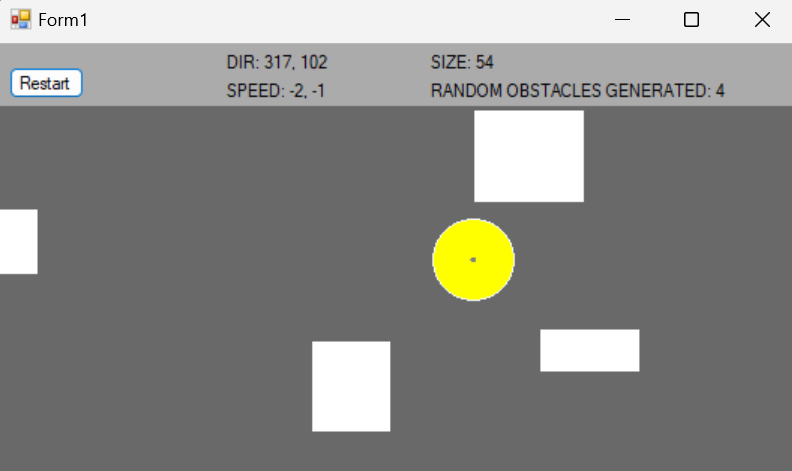 Form1
Restart
DIR: 317, 102
SPEED: -2, -1
SIZE: 54
RANDOM OBSTACLES GENERATED: 4